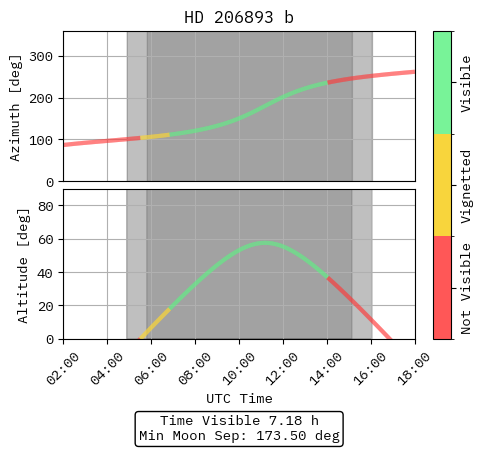 HD 206893 b
Azimuth [deg]
300
200
100
0
Altitude [deg]
80
60
40
20
0
02:00
04:00
06:00
08:00
10:00
12:00
14:00
16:00
18:00
UTC Time
Visible
Vignetted
Not Visible
Time Visible 7.18 h
Min Moon Sep: 173.50 deg